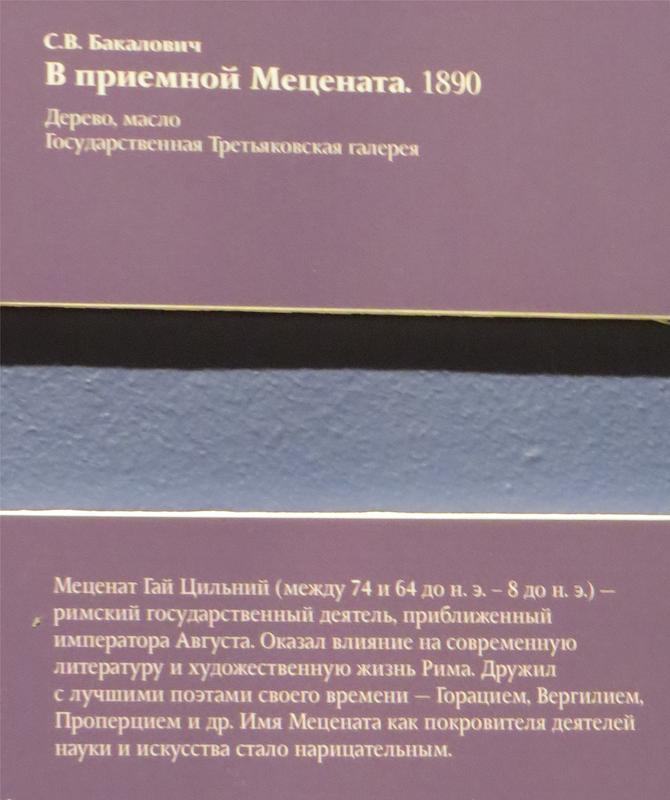 С.В. Бакалович
В приемной Мецената. 1890
Дерево, масло
Государственная Третьяковская галерея
Меценат Гай Цильний (между 74 и 64 до н. э. – 8 до н. э.) –
римский государственный деятель, приближенный
императора Августа. Оказал влияние на современную
литературу и художественную жизнь Рима. Дружил
с лучшими поэтами своего времени – Горацием, Вергилием,
Проперцием и др. Имя Мецената как покровителя деятелей
науки и искусства стало нарицательным.